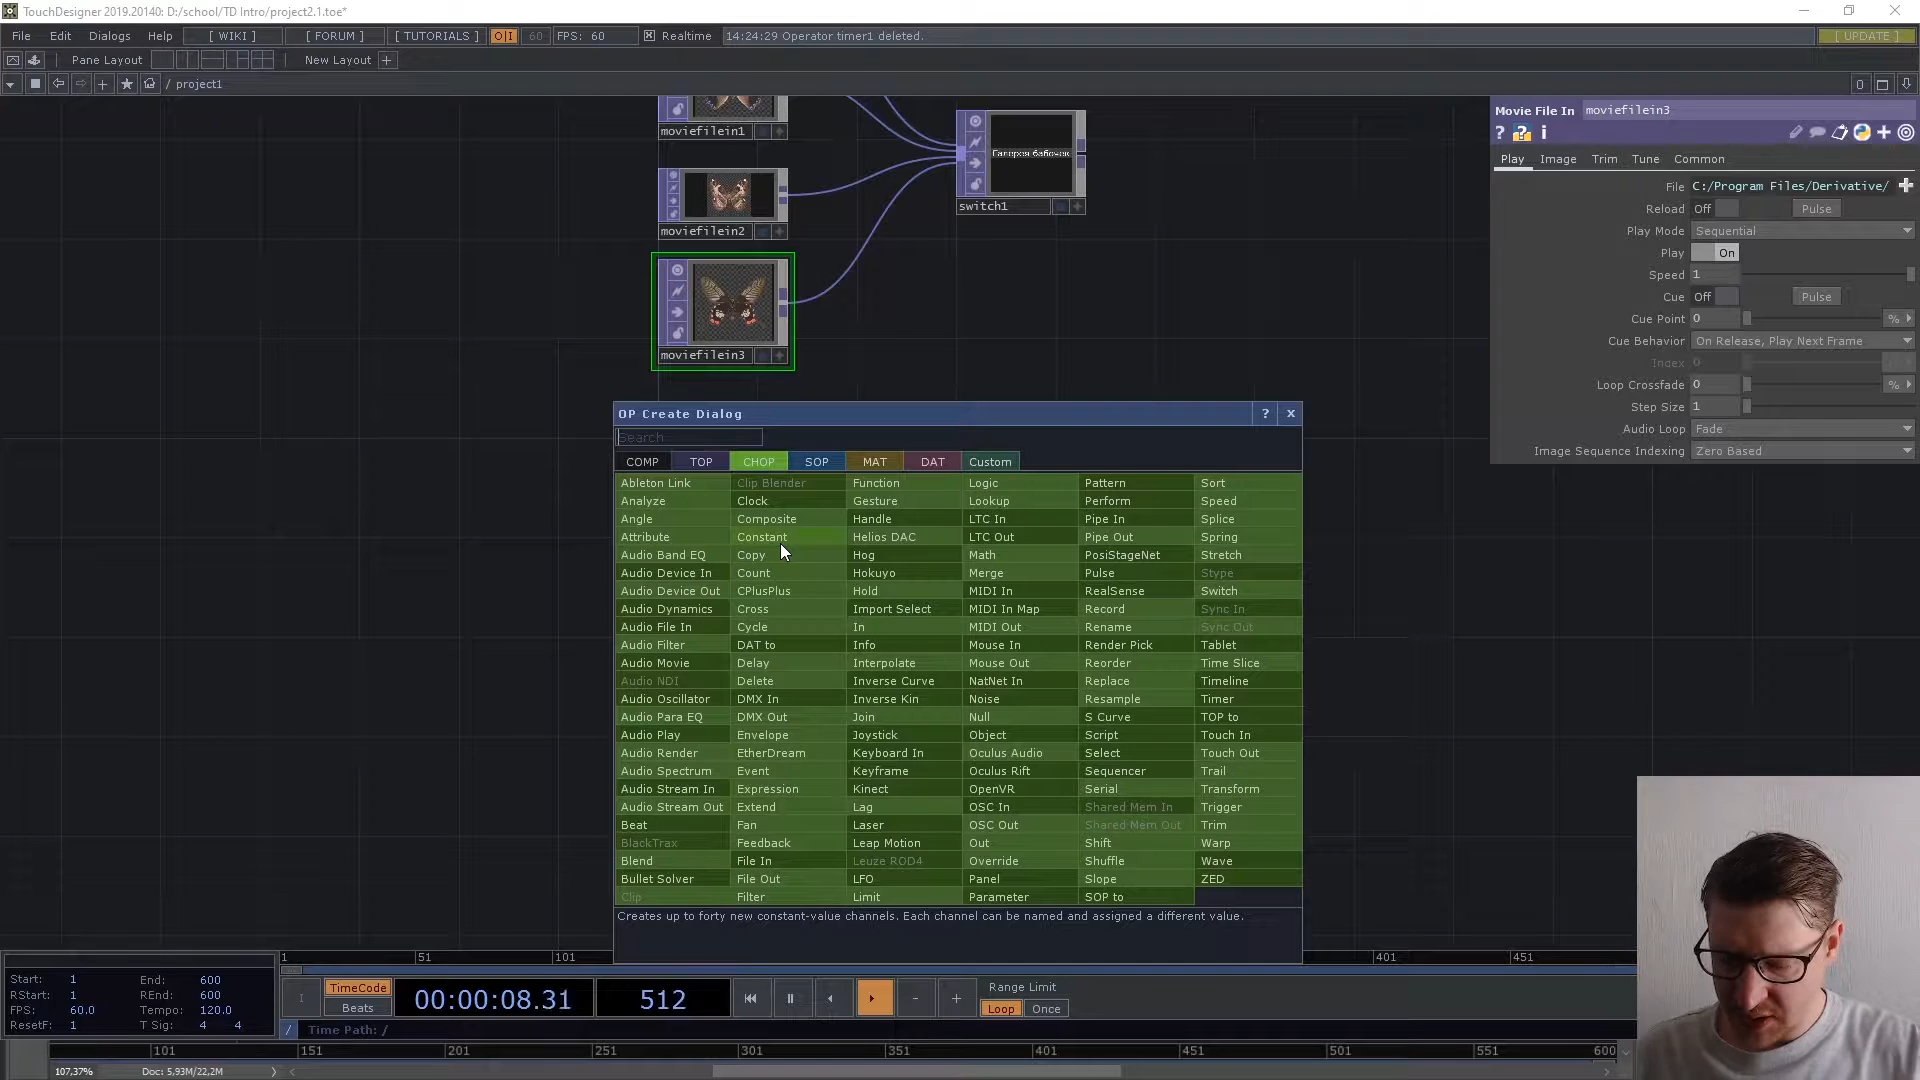 TouchDesigner 2019.20140: D:/school/TD Intro/project2.1.toe*
File Edit Dialogs Help [ WIKI ] [ FORUM ] [ TUTORIALS ] O|I 60 FPS: 60 Realtime 14:24:29 Operator timer1 deleted. [ UPDATE ]
Pane Layout New Layout +
/ project1 0
Movie File In moviefilein3
? ? i
Play Image Trim Tune Common
File C:/Program Files/Derivative/
Reload Off Pulse
Play Mode Sequential
Play On
Speed 1
Cue Off Pulse
Cue Point 0 %
Cue Behavior On Release, Play Next Frame
Index 0
Loop Crossfade 0 %
Step Size 1
Audio Loop Fade
Image Sequence Indexing Zero Based
moviefilein1
moviefilein2
moviefilein3
Галерея бабочек
switch1
OP Create Dialog ? x
Search
COMP TOP CHOP SOP MAT DAT Custom
Ableton Link Clip Blender Function Logic Pattern Sort
Analyze Clock Gesture Lookup Perform Speed
Angle Composite Handle LTC In Pipe In Splice
Attribute Constant Helios DAC LTC Out Pipe Out Spring
Audio Band EQ Copy Hog Math PosiStageNet Stretch
Audio Device In Count Hokuyo Merge Pulse Stype
Audio Device Out CPlusPlus Hold MIDI In RealSense Switch
Audio Dynamics Cross Import Select MIDI In Map Record Sync In
Audio File In Cycle In MIDI Out Rename Sync Out
Audio Filter DAT to Info Mouse In Render Pick Tablet
Audio Movie Delay Interpolate Mouse Out Reorder Time Slice
Audio NDI Delete Inverse Curve NatNet In Replace Timeline
Audio Oscillator DMX In Inverse Kin Noise Resample Timer
Audio Para EQ DMX Out Join Null S Curve TOP to
Audio Play Envelope Joystick Object Script Touch In
Audio Render EtherDream Keyboard In Oculus Audio Select Touch Out
Audio Spectrum Event Keyframe Oculus Rift Sequencer Trail
Audio Stream In Expression Kinect OpenVR Serial Transform
Audio Stream Out Extend Lag OSC In Shared Mem In Trigger
Beat Fan Laser OSC Out Shared Mem Out Trim
BlackTrax Feedback Leap Motion Out Shift Warp
Blend File In Leuze ROD4 Override Shuffle Wave
Bullet Solver File Out LFO Panel Slope ZED
Clip Filter Limit Parameter SOP to
Creates up to forty new constant-value channels. Each channel can be named and assigned a different value.
1 51 101 401 451
Start: 1 End: 600
RStart: 1 REnd: 600
FPS: 60.0 Tempo: 120.0
ResetF: 1 T Sig: 4 4
TimeCode
Beats
00:00:08.31 512
Range Limit
Loop Once
/ Time Path: /
101 151 201 251 301 351 401 451 501 551 600
107,37% Doc: 5,93M/22,2M